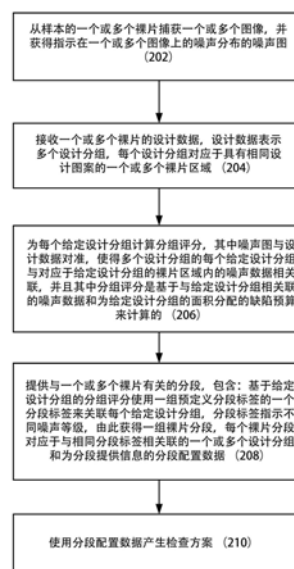 从样本的一个或多个裸片捕获一个或多个图像，并
获得指示在一个或多个图像上的噪声分布的噪声图
(202)
接收一个或多个裸片的设计数据，设计数据表示
多个设计分组，每个设计分组对应于具有相同设
计图案的一个或多个裸片区域 (204)
为每个给定设计分组计算分组评分，其中噪声图与设
计数据对准，使得多个设计分组的每个给定设计分组
与对应于给定设计分组的裸片区域内的噪声数据相关
联，并且其中分组评分是基于与给定设计分组相关联
的噪声数据和为给定设计分组的面积分配的缺陷预算
来计算的 (206)
提供与一个或多个裸片有关的分段，包含：基于给定
设计分组的分组评分使用一组预定义分段标签的一个
分段标签来关联每个给定设计分组，分段标签指示不
同噪声等级，由此获得一组裸片分段，每个裸片分段
对应于与相同分段标签相关联的一个或多个设计分组
和为分段提供信息的分段配置数据 (208)
使用分段配置数据产生检查方案 (210)